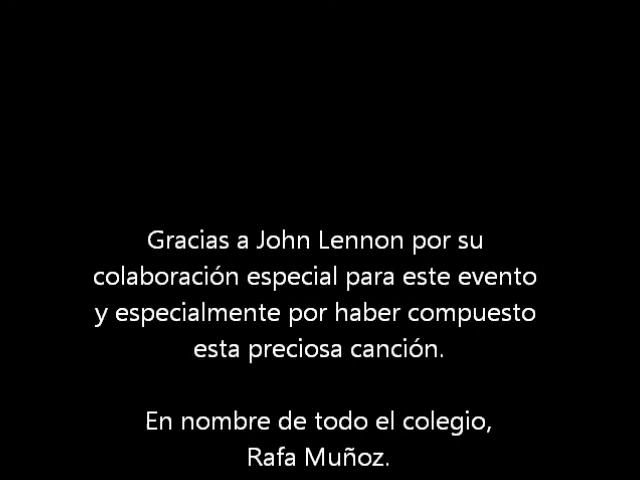 Gracias a John Lennon por su
colaboración especial para este evento
y especialmente por haber compuesto
esta preciosa canción.
En nombre de todo el colegio,
Rafa Muñoz.